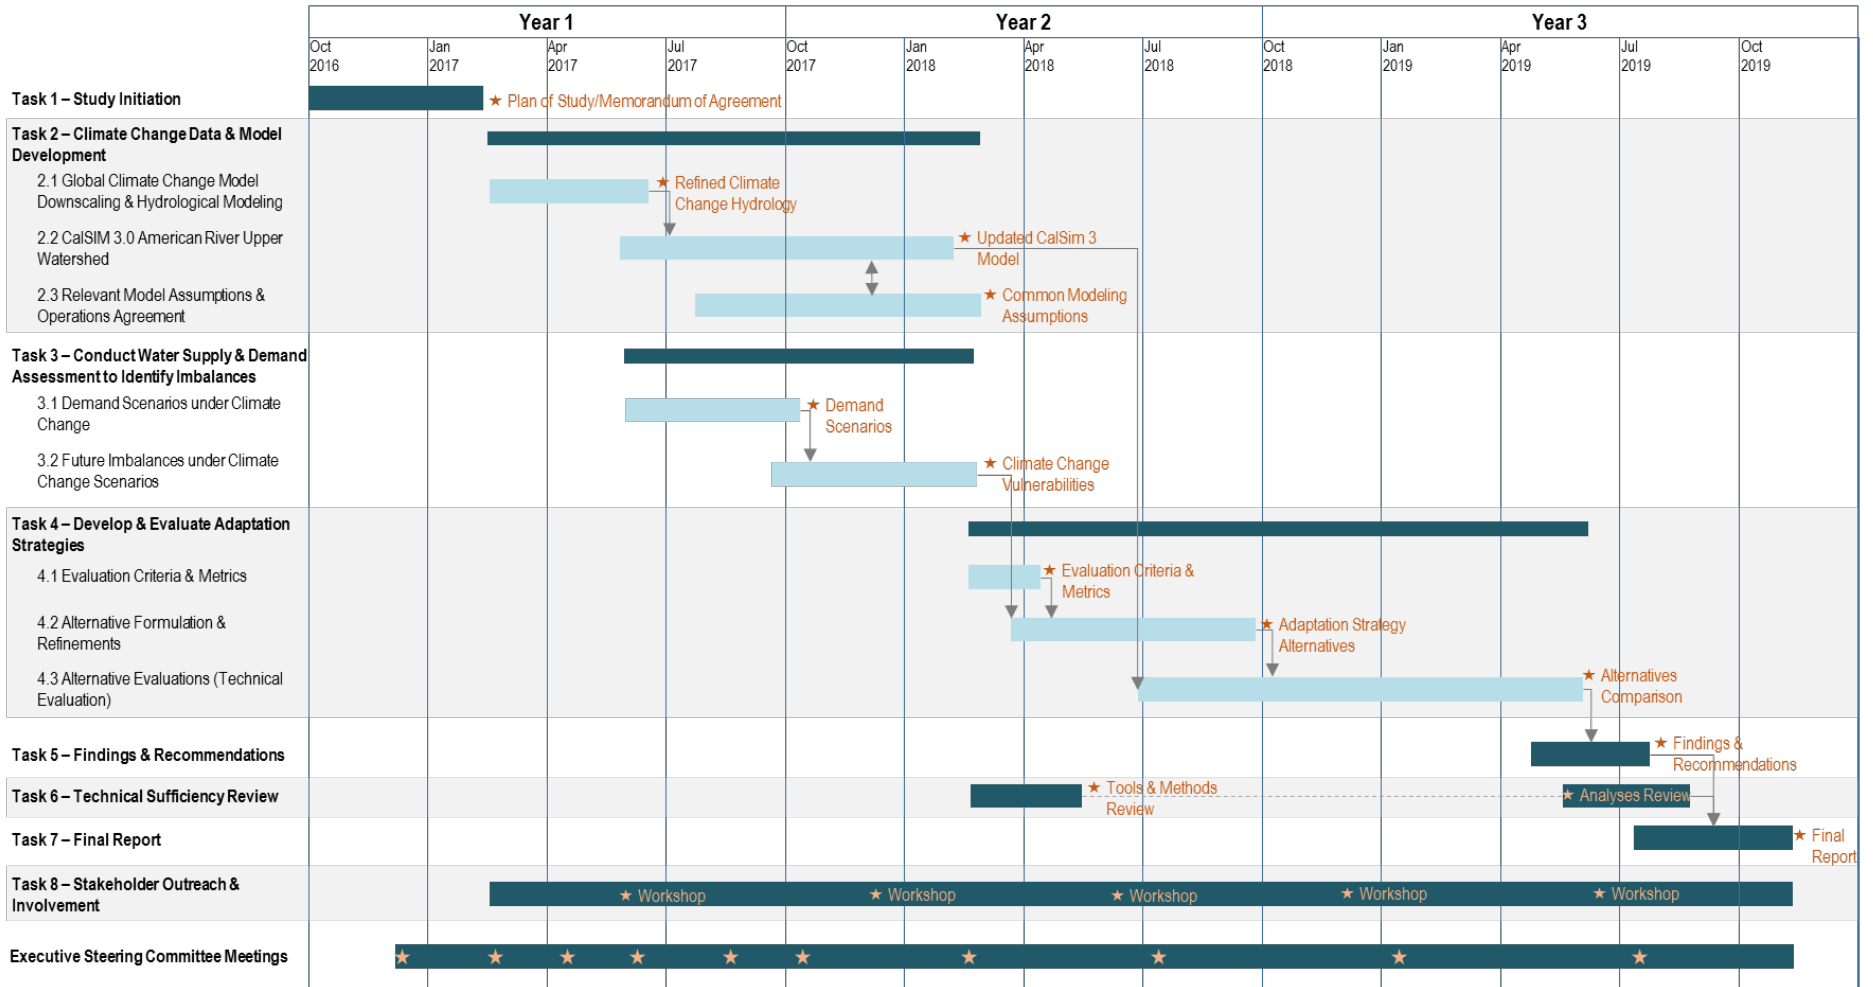 Year 1
Year 2
Year 3
Oct
2016
Jan
2017
Apr
2017
Jul
2017
Oct
2017
Jan
2018
Apr
2018
Jul
2018
Oct
2018
Jan
2019
Apr
2019
Jul
2019
Oct
2019
Task 1 – Study Initiation
Plan of Study/Memorandum of Agreement
Task 2 – Climate Change Data & Model
Development
2.1 Global Climate Change Model
Downscaling & Hydrological Modeling
Refined Climate
Change Hydrology
2.2 CalSIM 3.0 American River Upper
Watershed
Updated CalSim 3
Model
2.3 Relevant Model Assumptions &
Operations Agreement
Common Modeling
Assumptions
Task 3 – Conduct Water Supply & Demand
Assessment to Identify Imbalances
3.1 Demand Scenarios under Climate
Change
Demand
Scenarios
3.2 Future Imbalances under Climate
Change Scenarios
Climate Change
Vulnerabilities
Task 4 – Develop & Evaluate Adaptation
Strategies
4.1 Evaluation Criteria & Metrics
Evaluation Criteria &
Metrics
4.2 Alternative Formulation &
Refinements
Adaptation Strategy
Alternatives
4.3 Alternative Evaluations (Technical
Evaluation)
Alternatives
Comparison
Task 5 – Findings & Recommendations
Findings &
Recommendations
Task 6 – Technical Sufficiency Review
Tools & Methods
Review
Analyses Review
Task 7 – Final Report
Final
Report
Task 8 – Stakeholder Outreach &
Involvement
Workshop
Workshop
Workshop
Workshop
Workshop
Executive Steering Committee Meetings